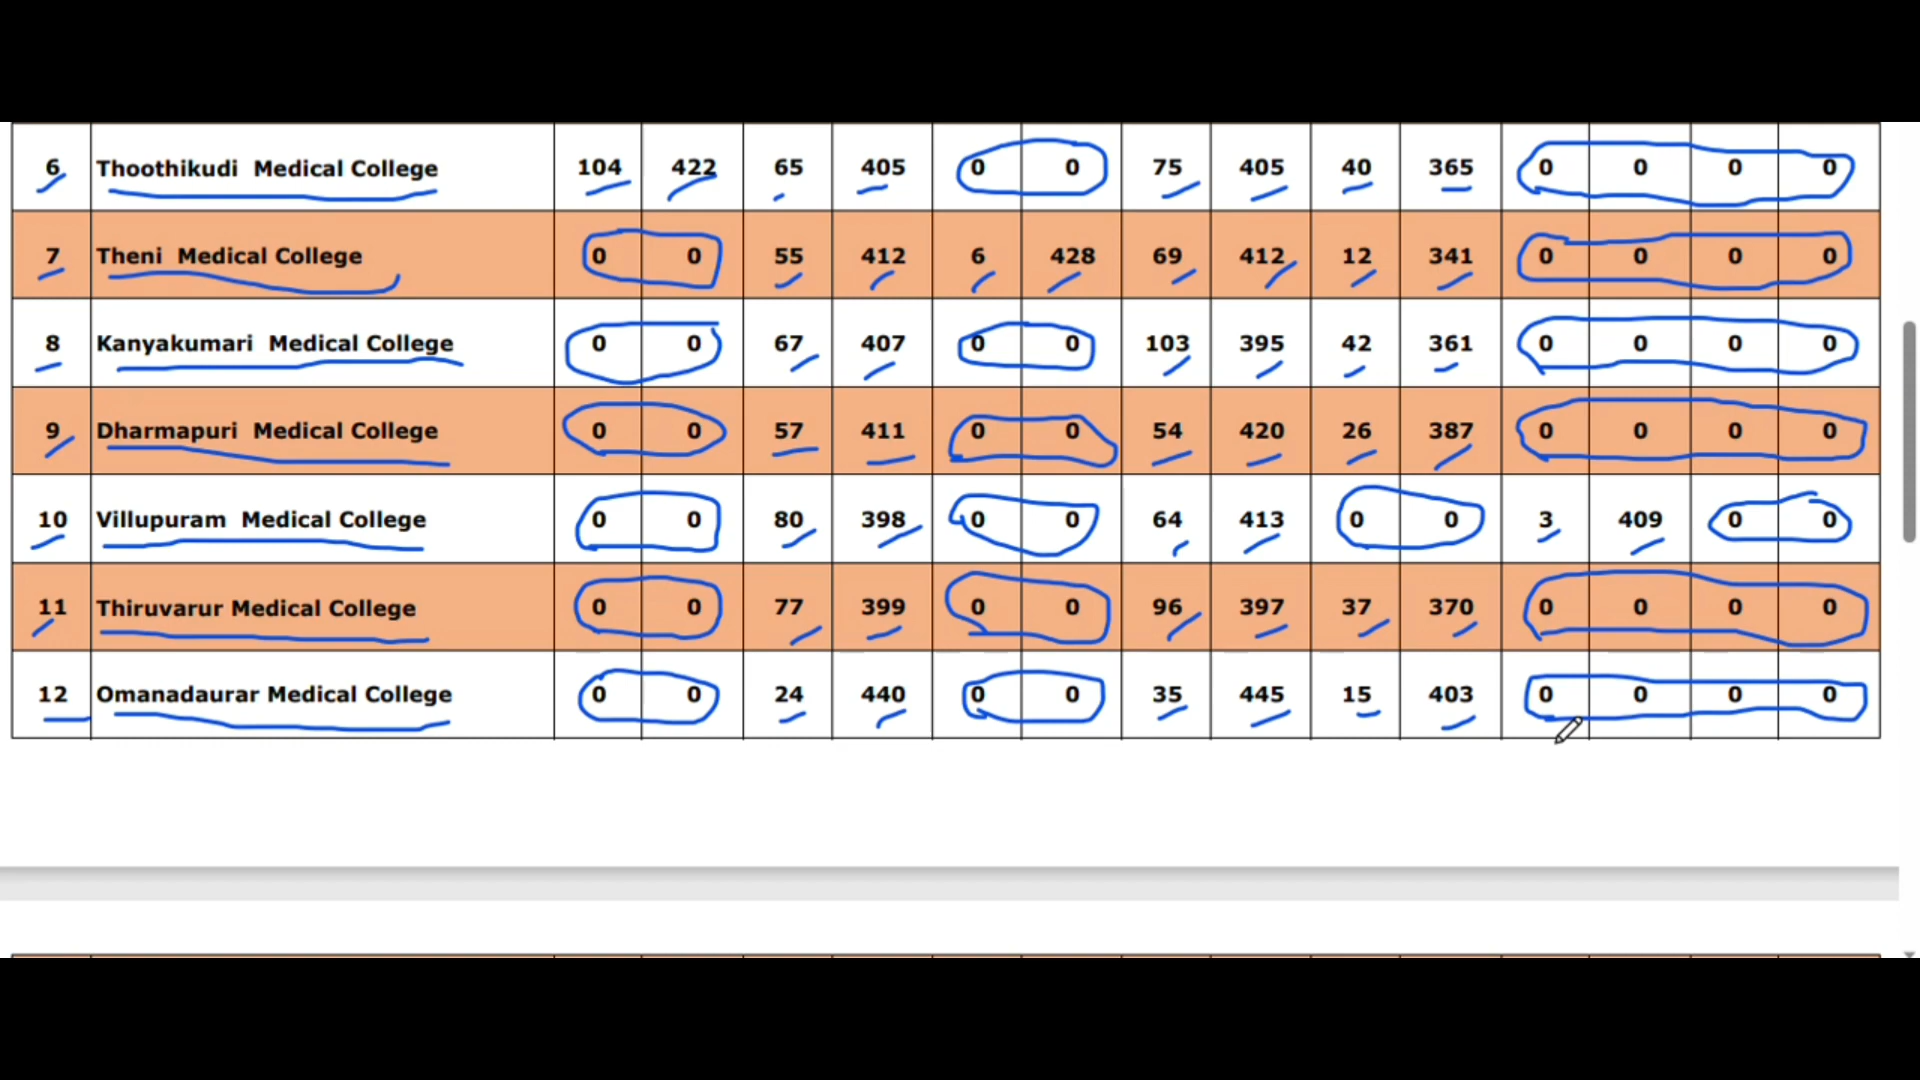 6 Thoothikudi Medical College 104 422 65 405 0 0 75 405 40 365 0 0 0 0
7 Theni Medical College 0 0 55 412 6 428 69 412 12 341 0 0 0 0
8 Kanyakumari Medical College 0 0 67 407 0 0 103 395 42 361 0 0 0 0
9 Dharmapuri Medical College 0 0 57 411 0 0 54 420 26 387 0 0 0 0
10 Villupuram Medical College 0 0 80 398 0 0 64 413 0 0 3 409 0 0
11 Thiruvarur Medical College 0 0 77 399 0 0 96 397 37 370 0 0 0 0
12 Omanadaurar Medical College 0 0 24 440 0 0 35 445 15 403 0 0 0 0